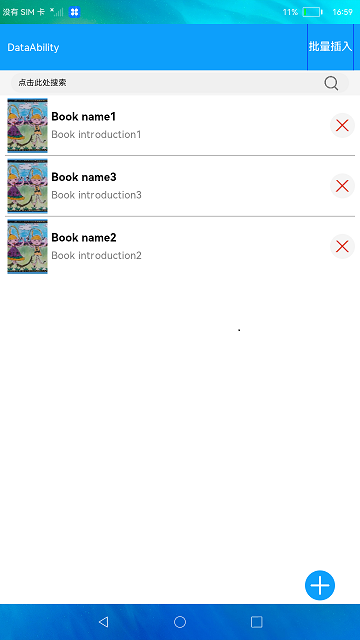 没有 SIM 卡
11%
16:59
DataAbility
批量插入
点击此处搜索
Book name1
Book introduction1
Book name3
Book introduction3
Book name2
Book introduction2